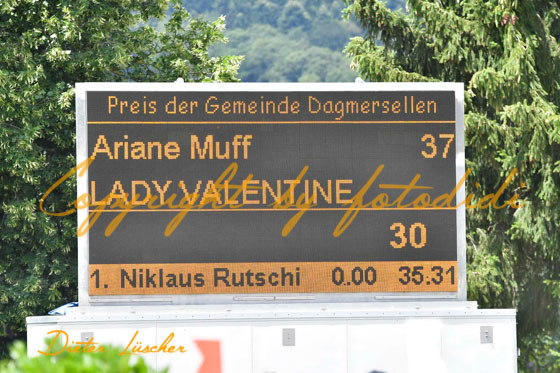 Preis der Gemeinde Dagmersellen
Ariane Muff 37
LADY VALENTINE
Copyright by fotodidi
30
1. Niklaus Rutschi 0.00 35.31
Dieter Lüscher